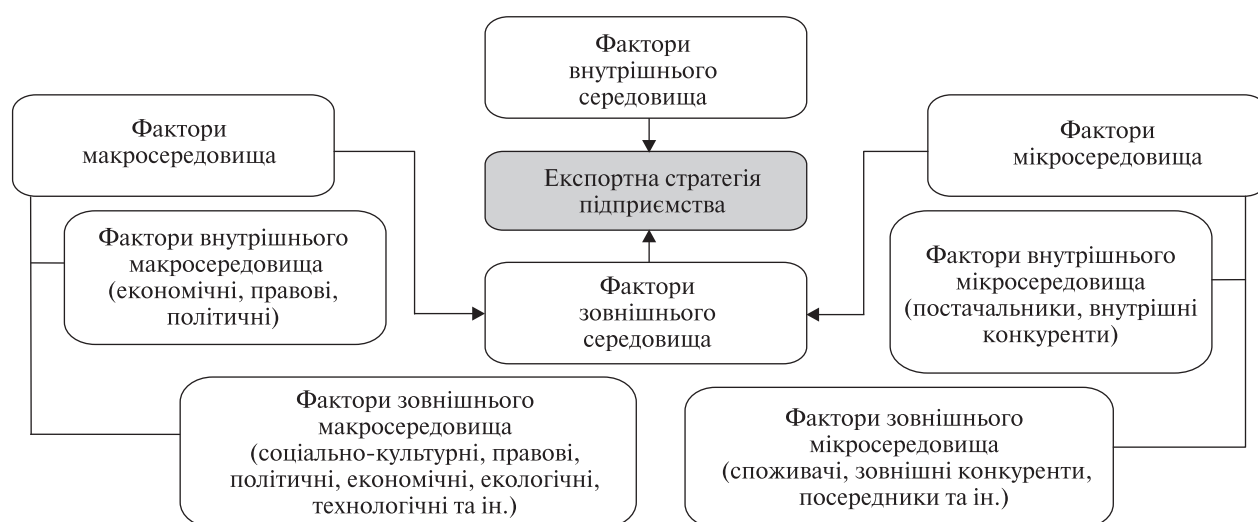 Фактори
внутрішнього
середовища
Фактори
макросередовища
Фактори
мікросередовища
Експортна стратегія
підприємства
Фактори внутрішнього
макросередовища
(економічні, правові,
політичні)
Фактори
зовнішнього
середовища
Фактори внутрішнього
мікросередовища
(постачальники, внутрішні
конкуренти)
Фактори зовнішнього
макросередовища
(соціально-культурні, правові,
політичні, економічні, екологічні,
технологічні та ін.)
Фактори зовнішнього
мікросередовища
(споживачі, зовнішні конкуренти,
посередники та ін.)